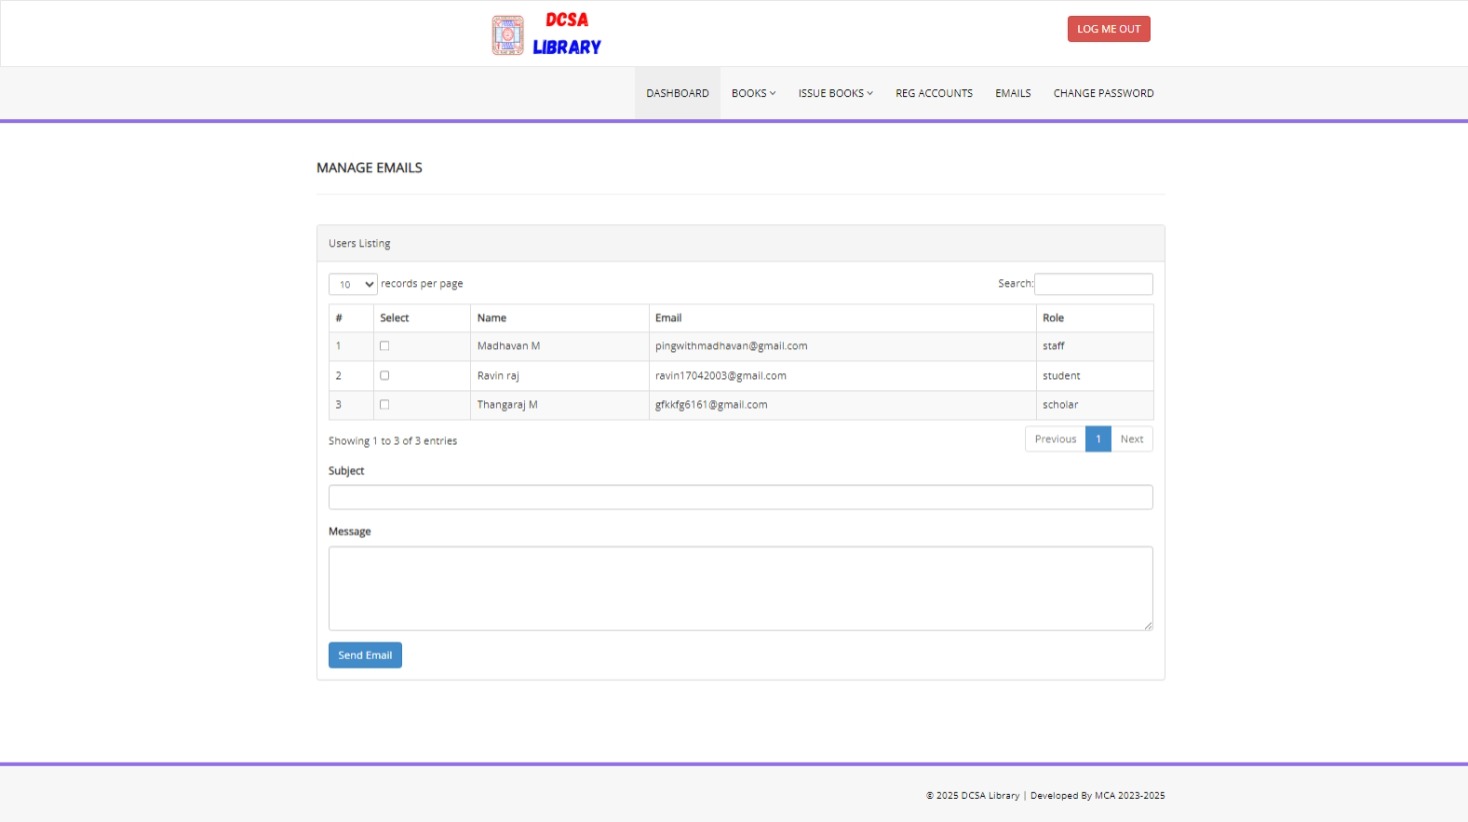 DCSA
LIBRARY
LOG ME OUT
DASHBOARD BOOKS ISSUE BOOKS REG ACCOUNTS EMAILS CHANGE PASSWORD
MANAGE EMAILS
Users Listing
10 records per page Search:
# Select Name Email Role
1 Madhavan M pingwithmadhavan@gmail.com staff
2 Ravin raj ravin17042003@gmail.com student
3 Thangaraj M gfkkfg6161@gmail.com scholar
Showing 1 to 3 of 3 entries Previous 1 Next
Subject
Message
Send Email
© 2025 DCSA Library | Developed By MCA 2023-2025